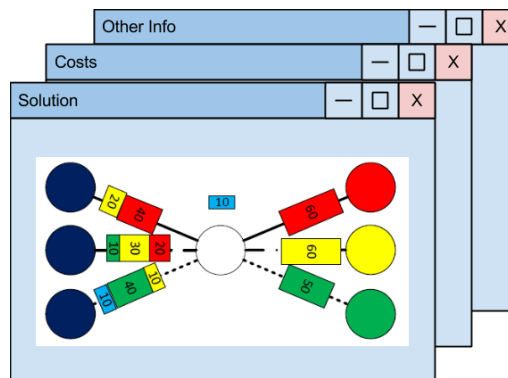 Other Info
— □ X
Costs
— □ X
Solution
— □ X
10
20 40
60
10 30 20
60
10 40 10
50